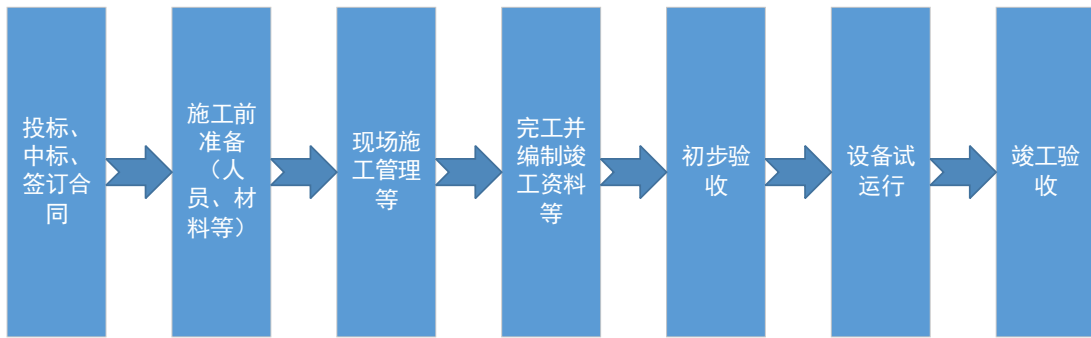 投标、
中标、
签订合
同
施工前
准备
（人
员、材
料等）
现场施
工管理
等
完工并
编制竣
工资料
等
初步验
收
设备试
运行
竣工验
收